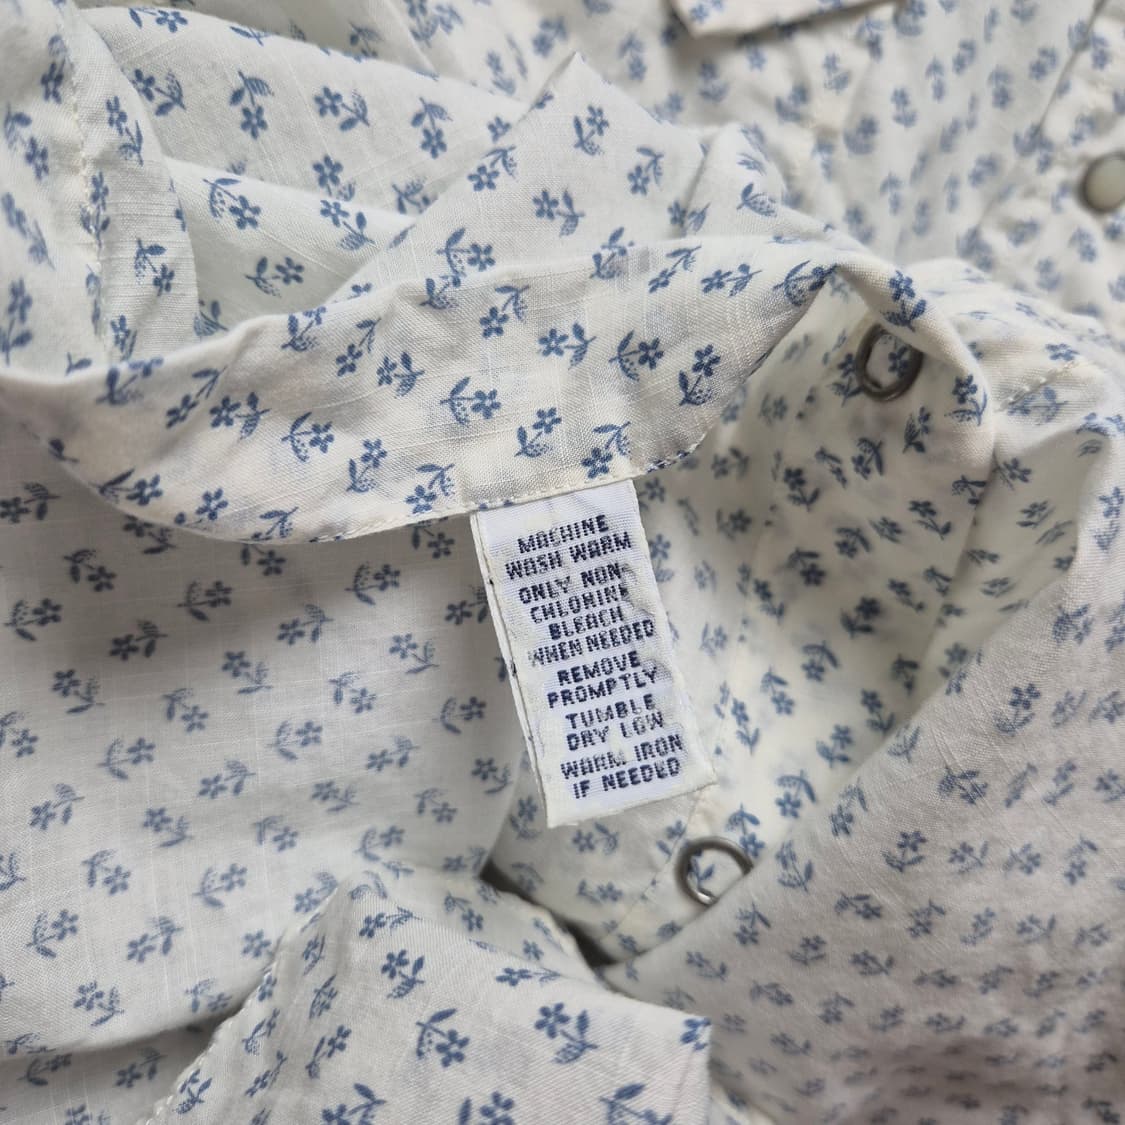 MACHINE
WASH WARM
ONLY NON-
CHLORINE
BLEACH
WHEN NEEDED
REMOVE
PROMPTLY
TUMBLE
DRY LOW
WARM IRON
IF NEEDED